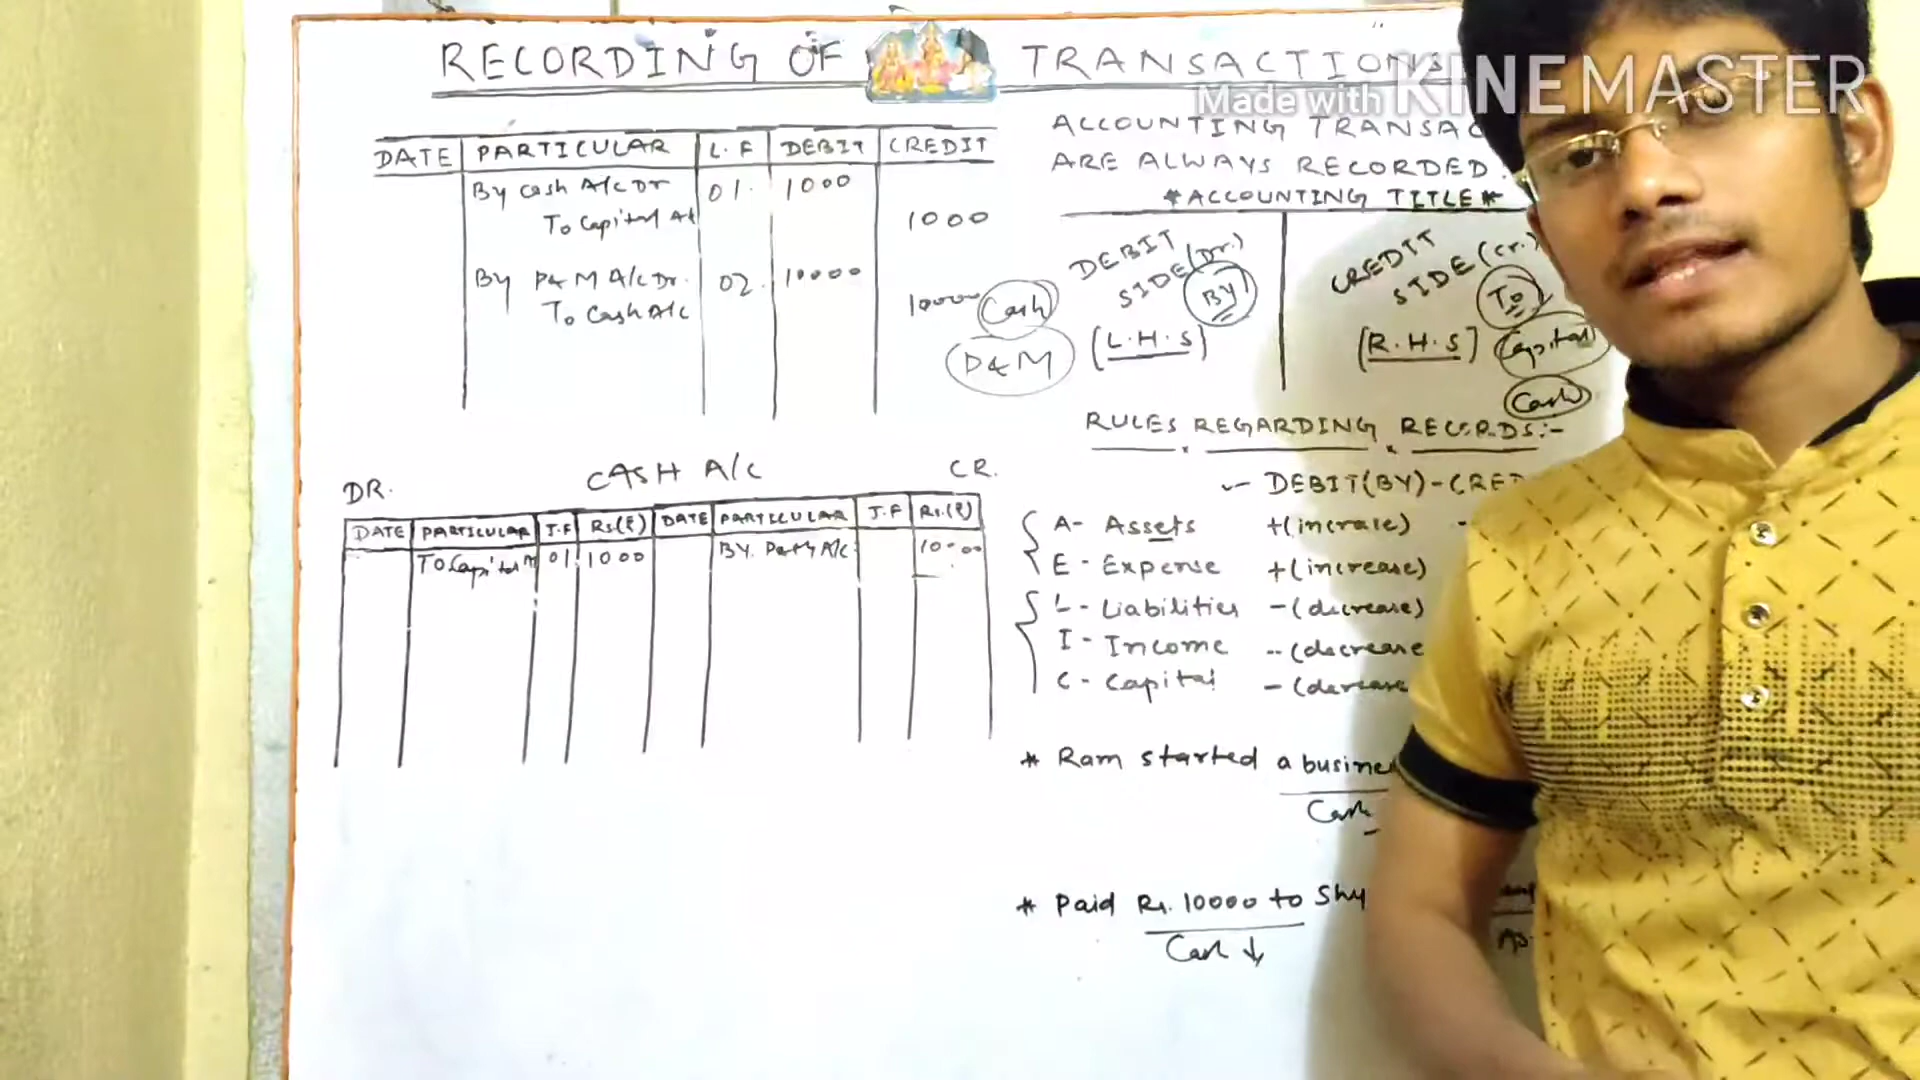 RECORDING OF TRANSACTIONS
Made with KINEMASTER
DATE PARTICULAR L.F DEBIT CREDIT
By Cash A/c Dr 01. 1000
To Capital A/c 1000
By P&M A/c Dr. 02. 10000
To Cash A/c 10000
Cash
P&M
ACCOUNTING TRANSAC
ARE ALWAYS RECORDED.
*ACCOUNTING TITLE*
DEBIT SIDE (Dr.)
BY
(L.H.S)
CREDIT SIDE (Cr.)
To
(R.H.S]
Capital
Cash
RULES REGARDING RECORDS:-
DEBIT(BY)-CRED
A- Assets +(increase) -
E- Expense +(increase)
L- Liabilities -(decrease)
I- Income -(decrease
C- Capital -(decrease
* Ram started a busine
Cash
* Paid Rs. 10000 to Shy
Cash ↓
DR. CASH A/C CR.
DATE PARTICULAR J.F Rs.(₹) DATE PARTICULAR J.F Rs.(₹)
To Capital 01 1000 BY. A/c 10000